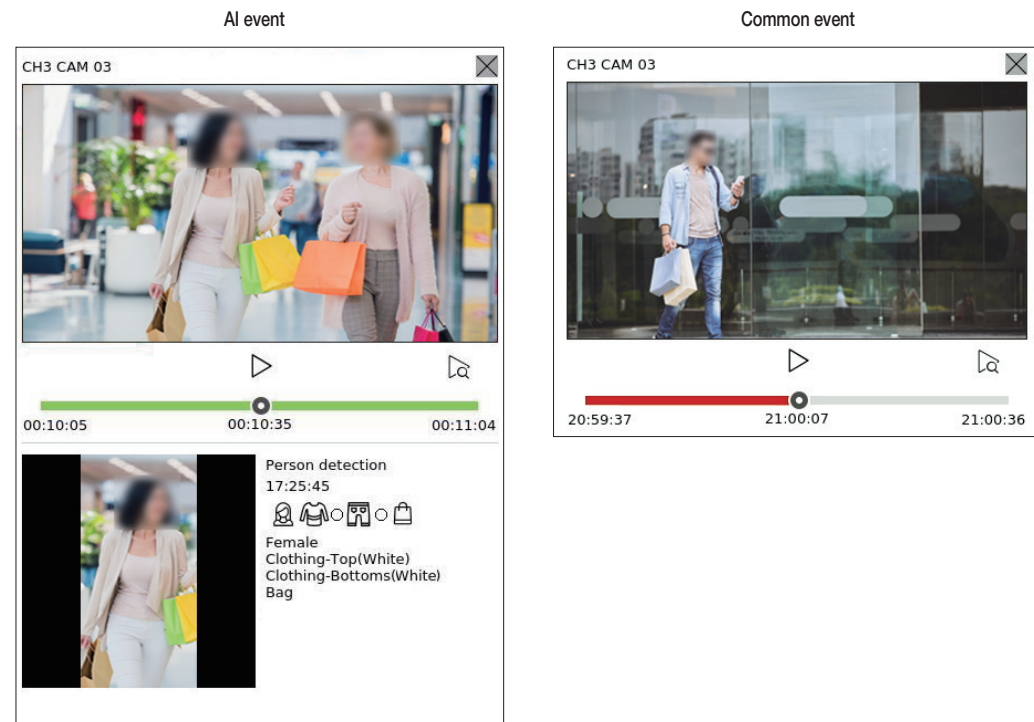 AI event
CH3 CAM 03
00:10:05
00:10:35
00:11:04
Person detection
17:25:45
Female
Clothing-Top(White)
Clothing-Bottoms(White)
Bag
Common event
CH3 CAM 03
20:59:37
21:00:07
21:00:36